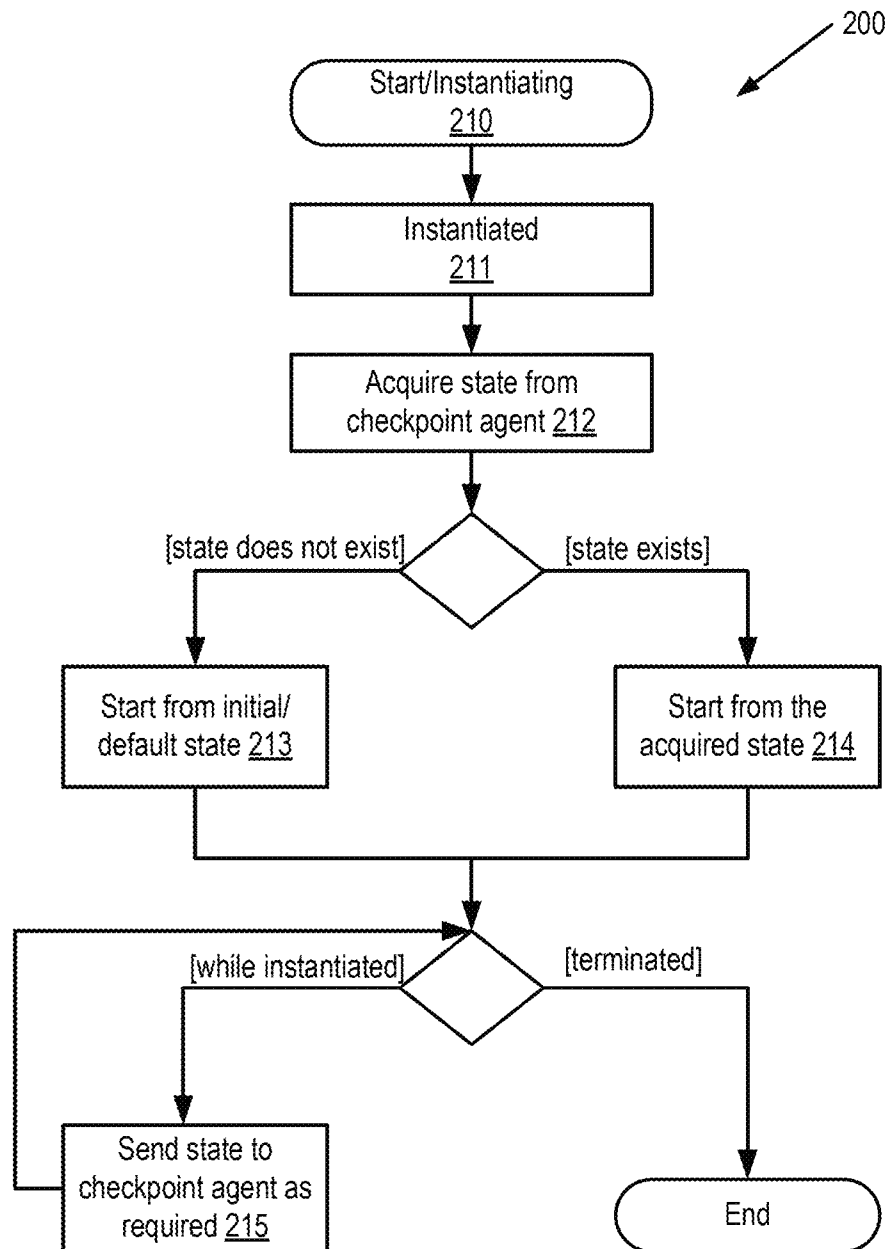 200
Start/Instantiating
210
Instantiated
211
Acquire state from
checkpoint agent 212
[state does not exist]
[state exists]
Start from initial/
default state 213
Start from the
acquired state 214
[while instantiated]
[terminated]
Send state to
checkpoint agent as
required 215
End